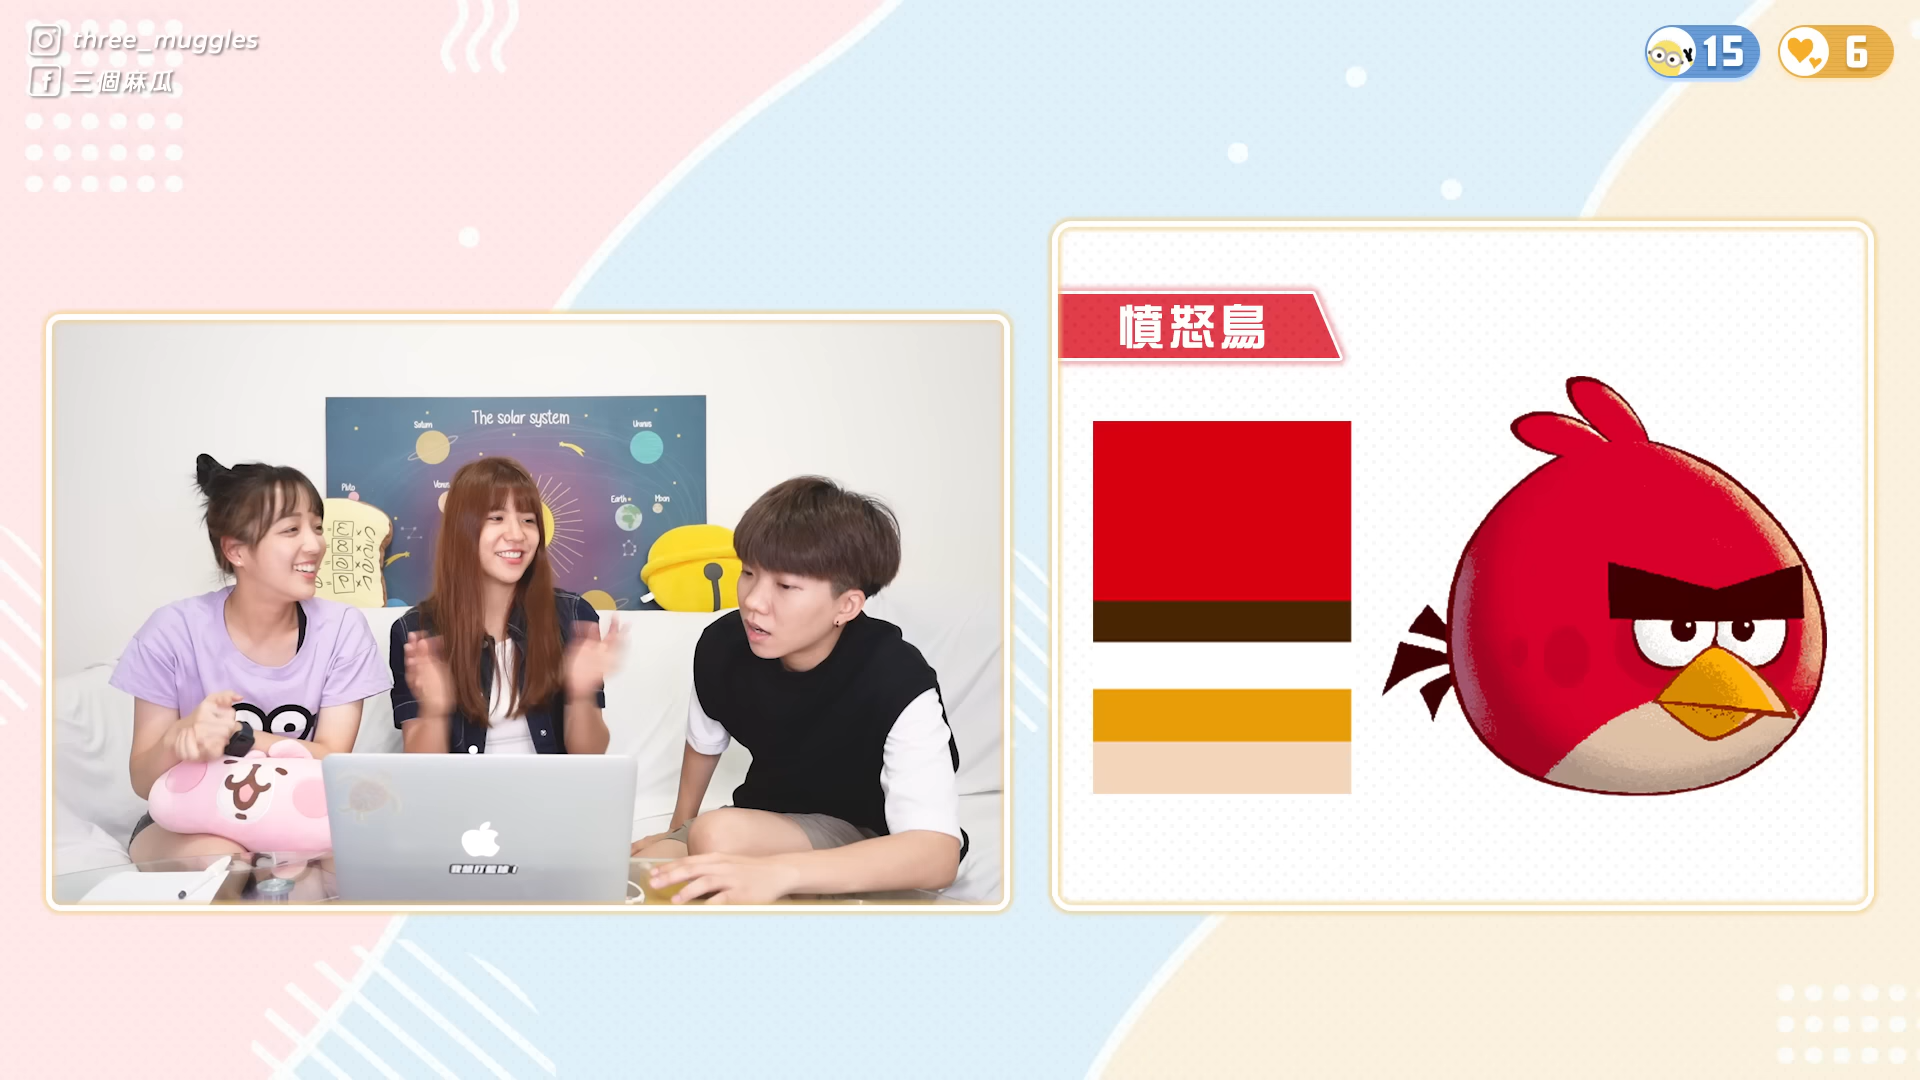 three_muggles
三個麻瓜
15
6
憤怒鳥
The solar system
Saturn
Uranus
Pluto
Venus
Earth
Moon